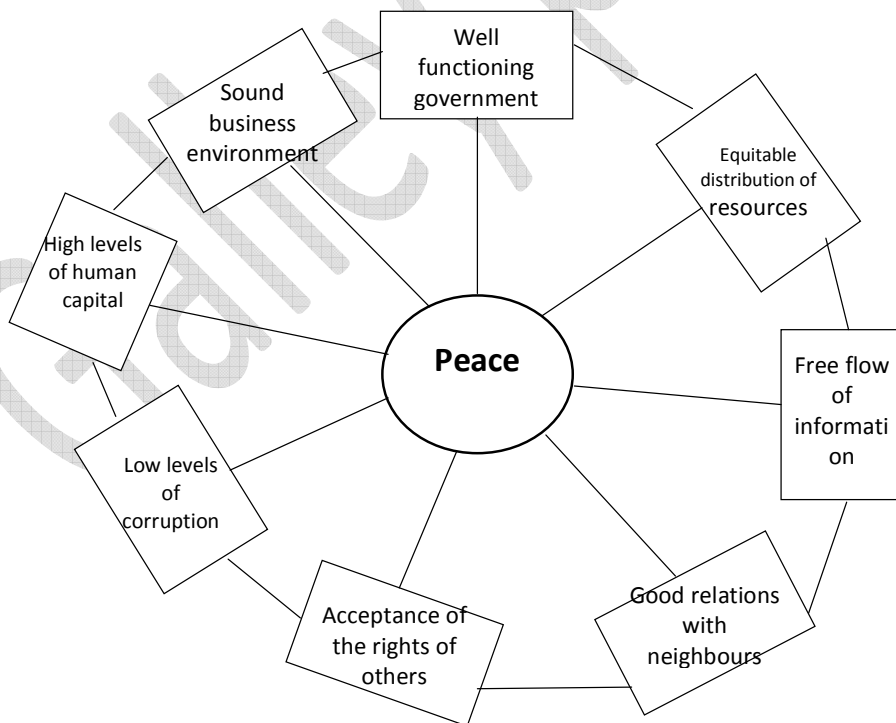 Well
functioning
government
Sound
business
environment
Equitable
distribution of
resources
High levels
of human
capital
Peace
Free flow
of
informati
on
Low levels
of
corruption
Good relations
with
neighbours
Acceptance of
the rights of
others